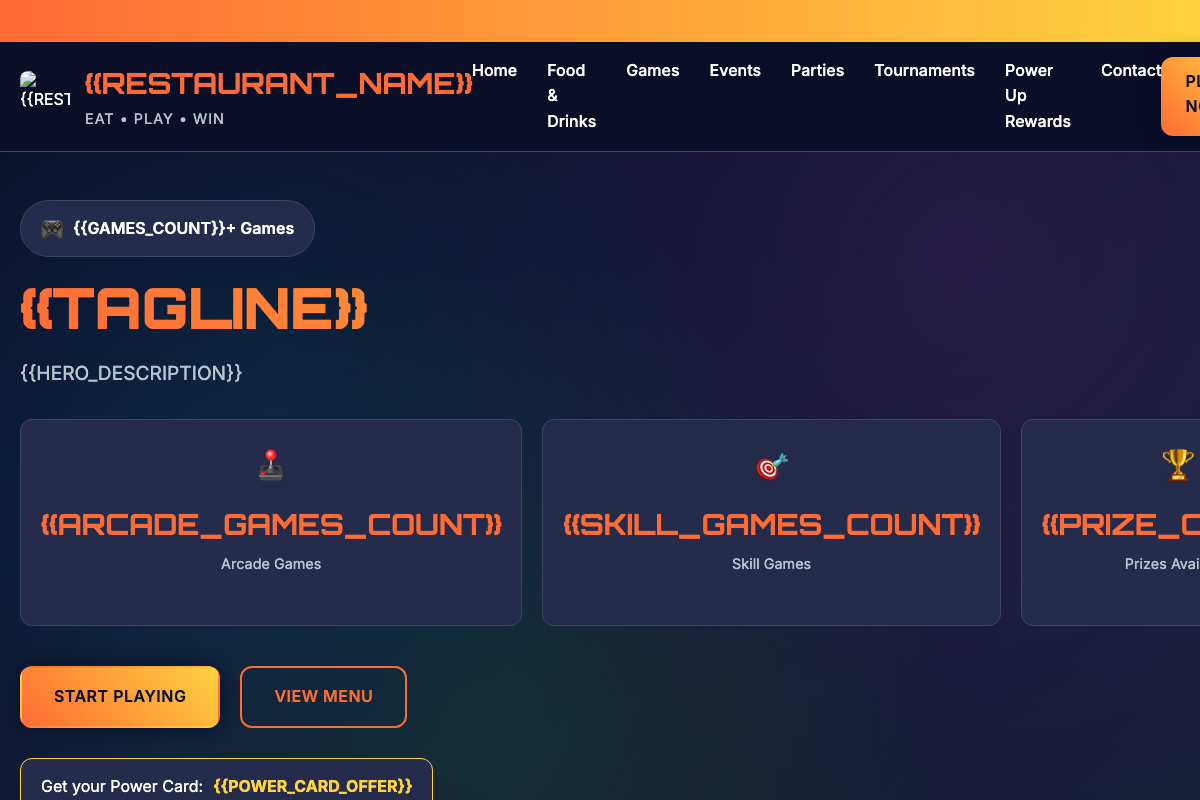 {{REST
{{RESTAURANT_NAME}}
EAT • PLAY • WIN
Home
Food
&
Drinks
Games
Events
Parties
Tournaments
Power
Up
Rewards
Contact
{{GAMES_COUNT}}+ Games
{{TAGLINE}}
{{HERO_DESCRIPTION}}
{{ARCADE_GAMES_COUNT}}
Arcade Games
{{SKILL_GAMES_COUNT}}
Skill Games
{{PRIZE_C
Prizes Avai
START PLAYING
VIEW MENU
Get your Power Card: {{POWER_CARD_OFFER}}